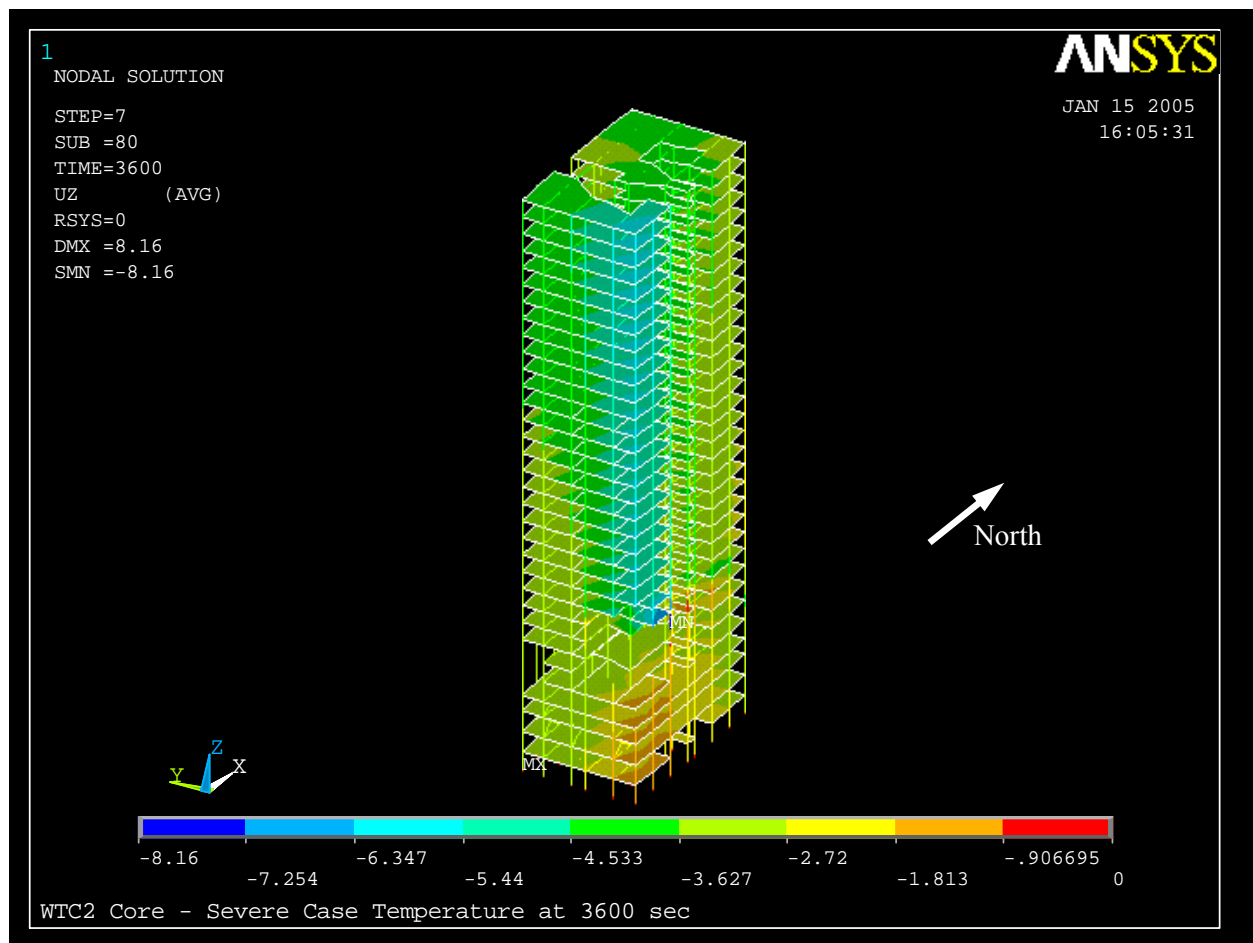 1
NODAL SOLUTION
STEP=7
SUB =80
TIME=3600
UZ (AVG)
RSYS=0
DMX =8.16
SMN =-8.16
ANSYS
JAN 15 2005
16:05:31
North
MN
MX
Z
Y
X
-8.16 -6.347 -4.533 -2.72 -.906695
-7.254 -5.44 -3.627 -1.813 0
WTC2 Core - Severe Case Temperature at 3600 sec